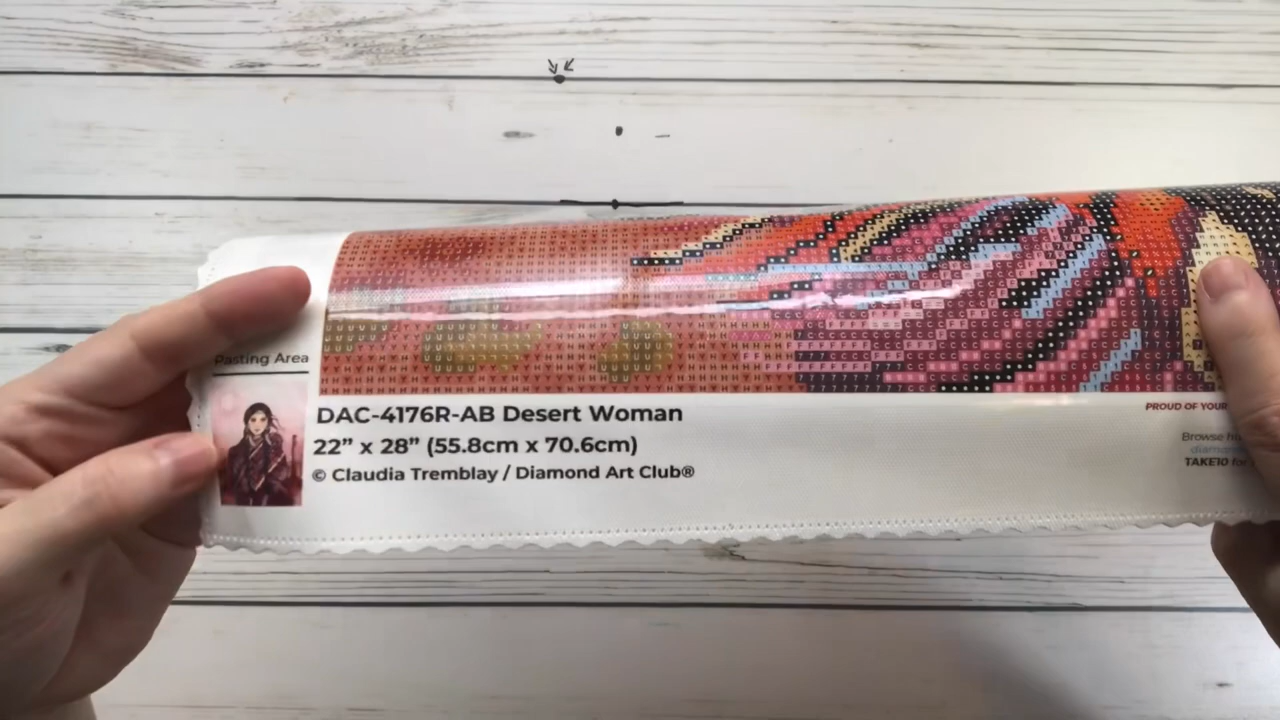 Pasting Area
DAC-4176R-AB Desert Woman
22” x 28” (55.8cm x 70.6cm)
© Claudia Tremblay / Diamond Art Club®
PROUD OF YOUR
Browse
TAKE10 for